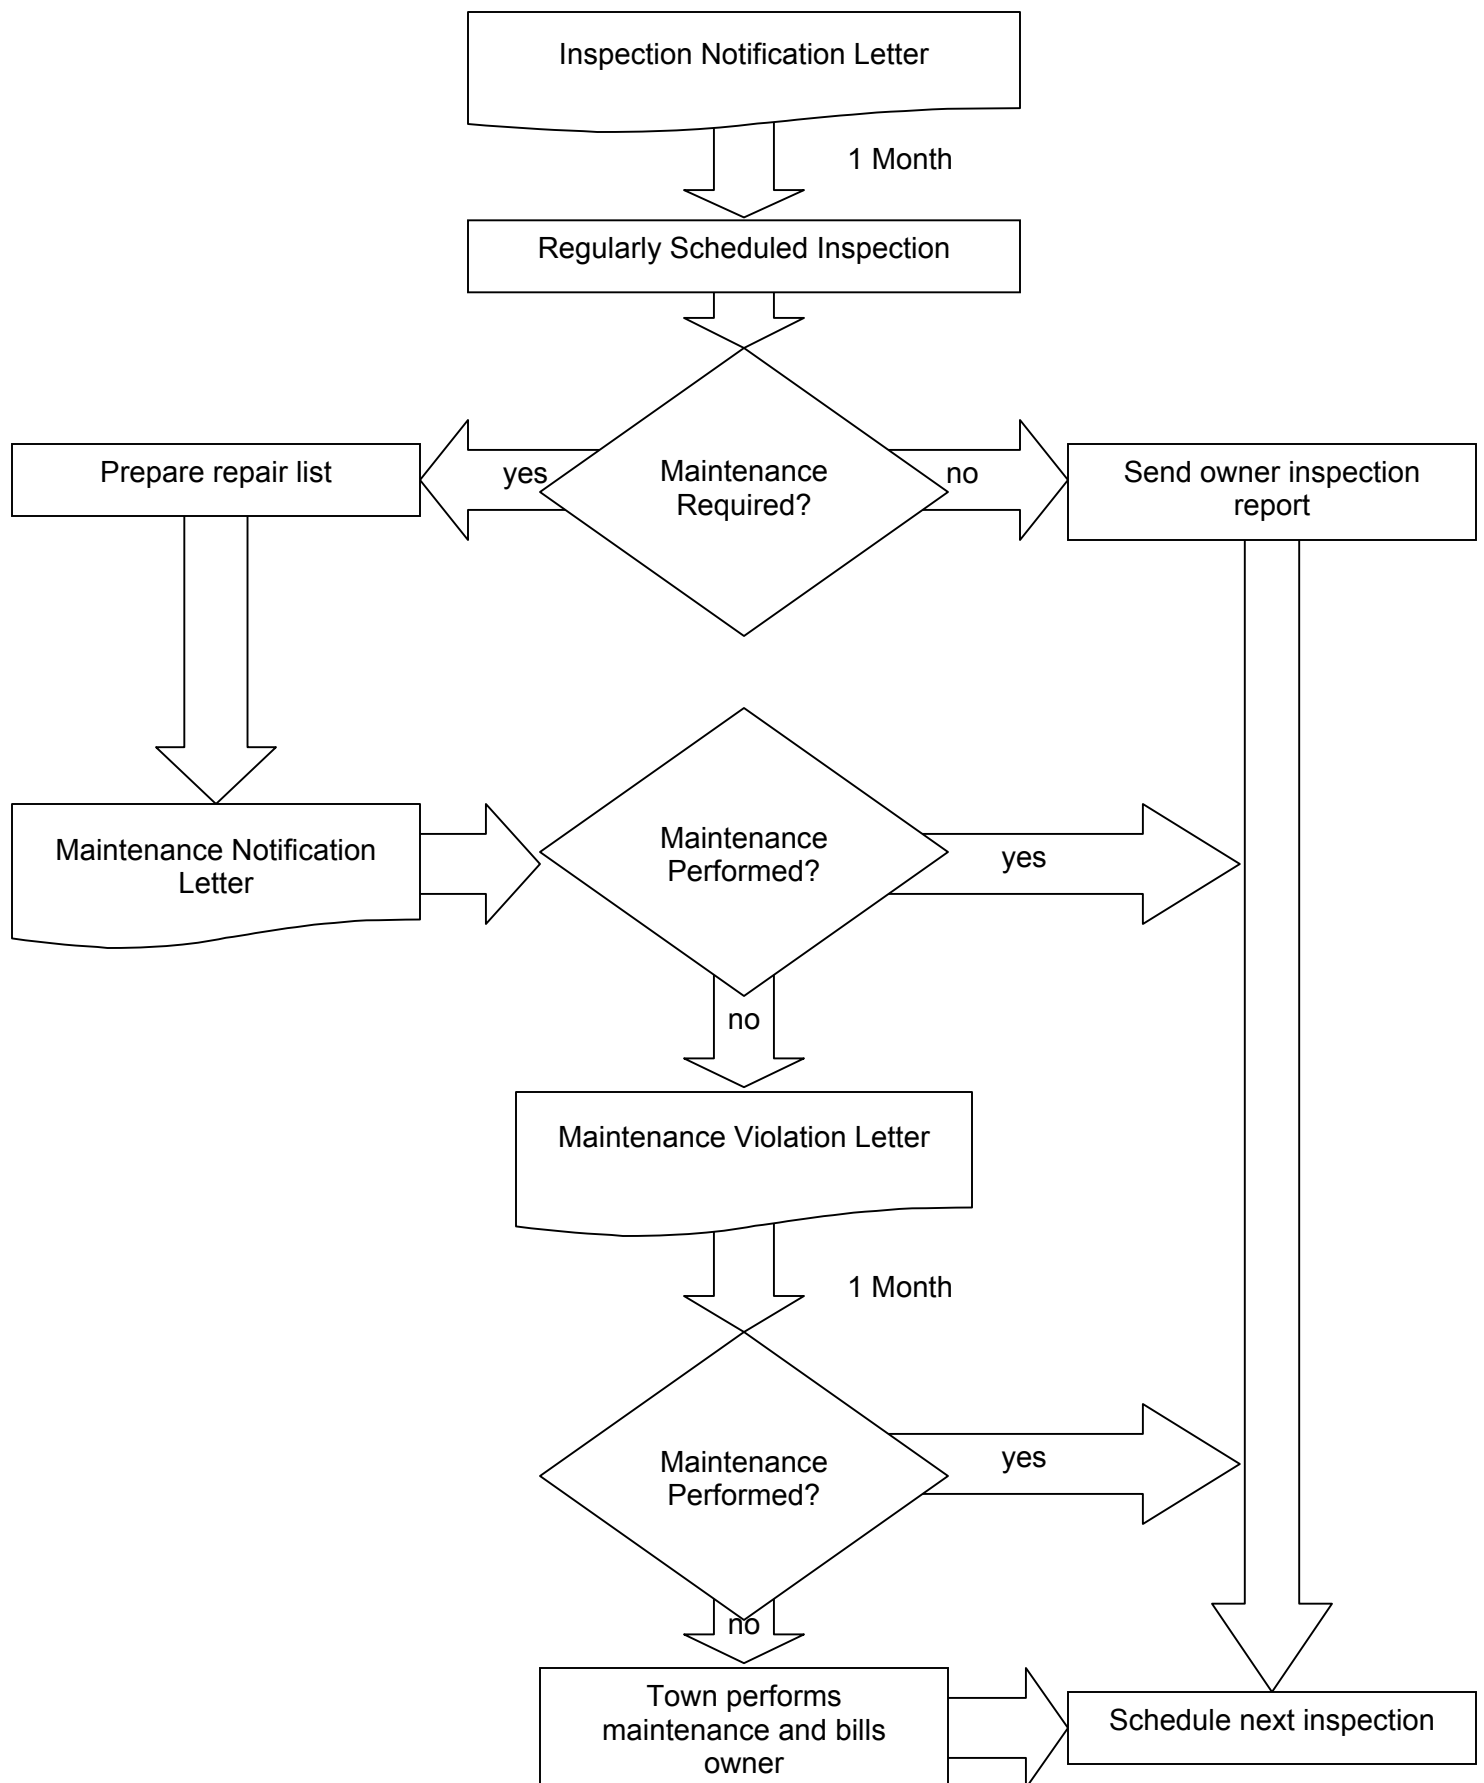 Inspection Notification Letter
1 Month
Regularly Scheduled Inspection
Prepare repair list
yes
Maintenance
Required?
no
Send owner inspection
report
Maintenance Notification
Letter
Maintenance
Performed?
yes
no
Maintenance Violation Letter
1 Month
Maintenance
Performed?
yes
no
Town performs
maintenance and bills
owner
Schedule next inspection